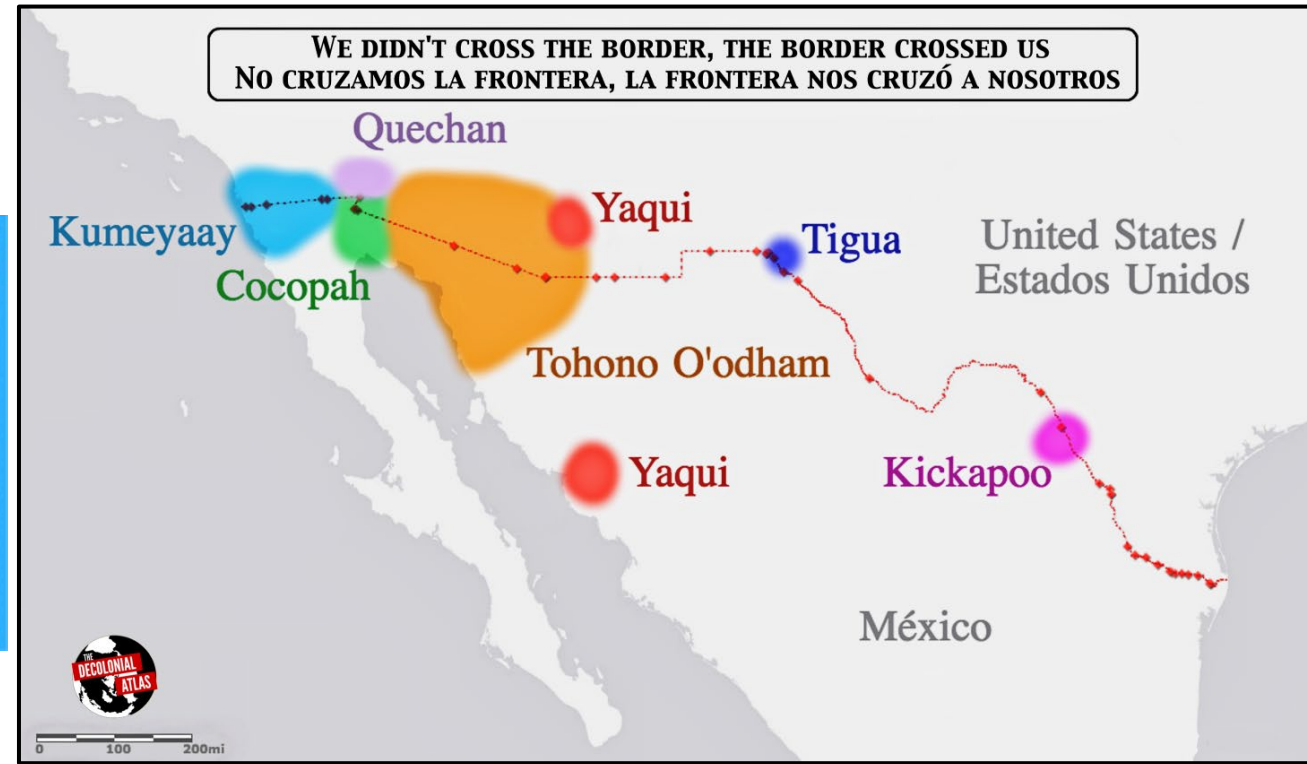 WE DIDN'T CROSS THE BORDER, THE BORDER CROSSED US
NO CRUZAMOS LA FRONTERA, LA FRONTERA NOS CRUZÓ A NOSOTROS
Quechan
Kumeyaay
Yaqui
Tigua
United States /
Estados Unidos
Cocopah
Tohono O'odham
Yaqui
Kickapoo
México
THE
DECOLONIAL
ATLAS
0 100 200mi